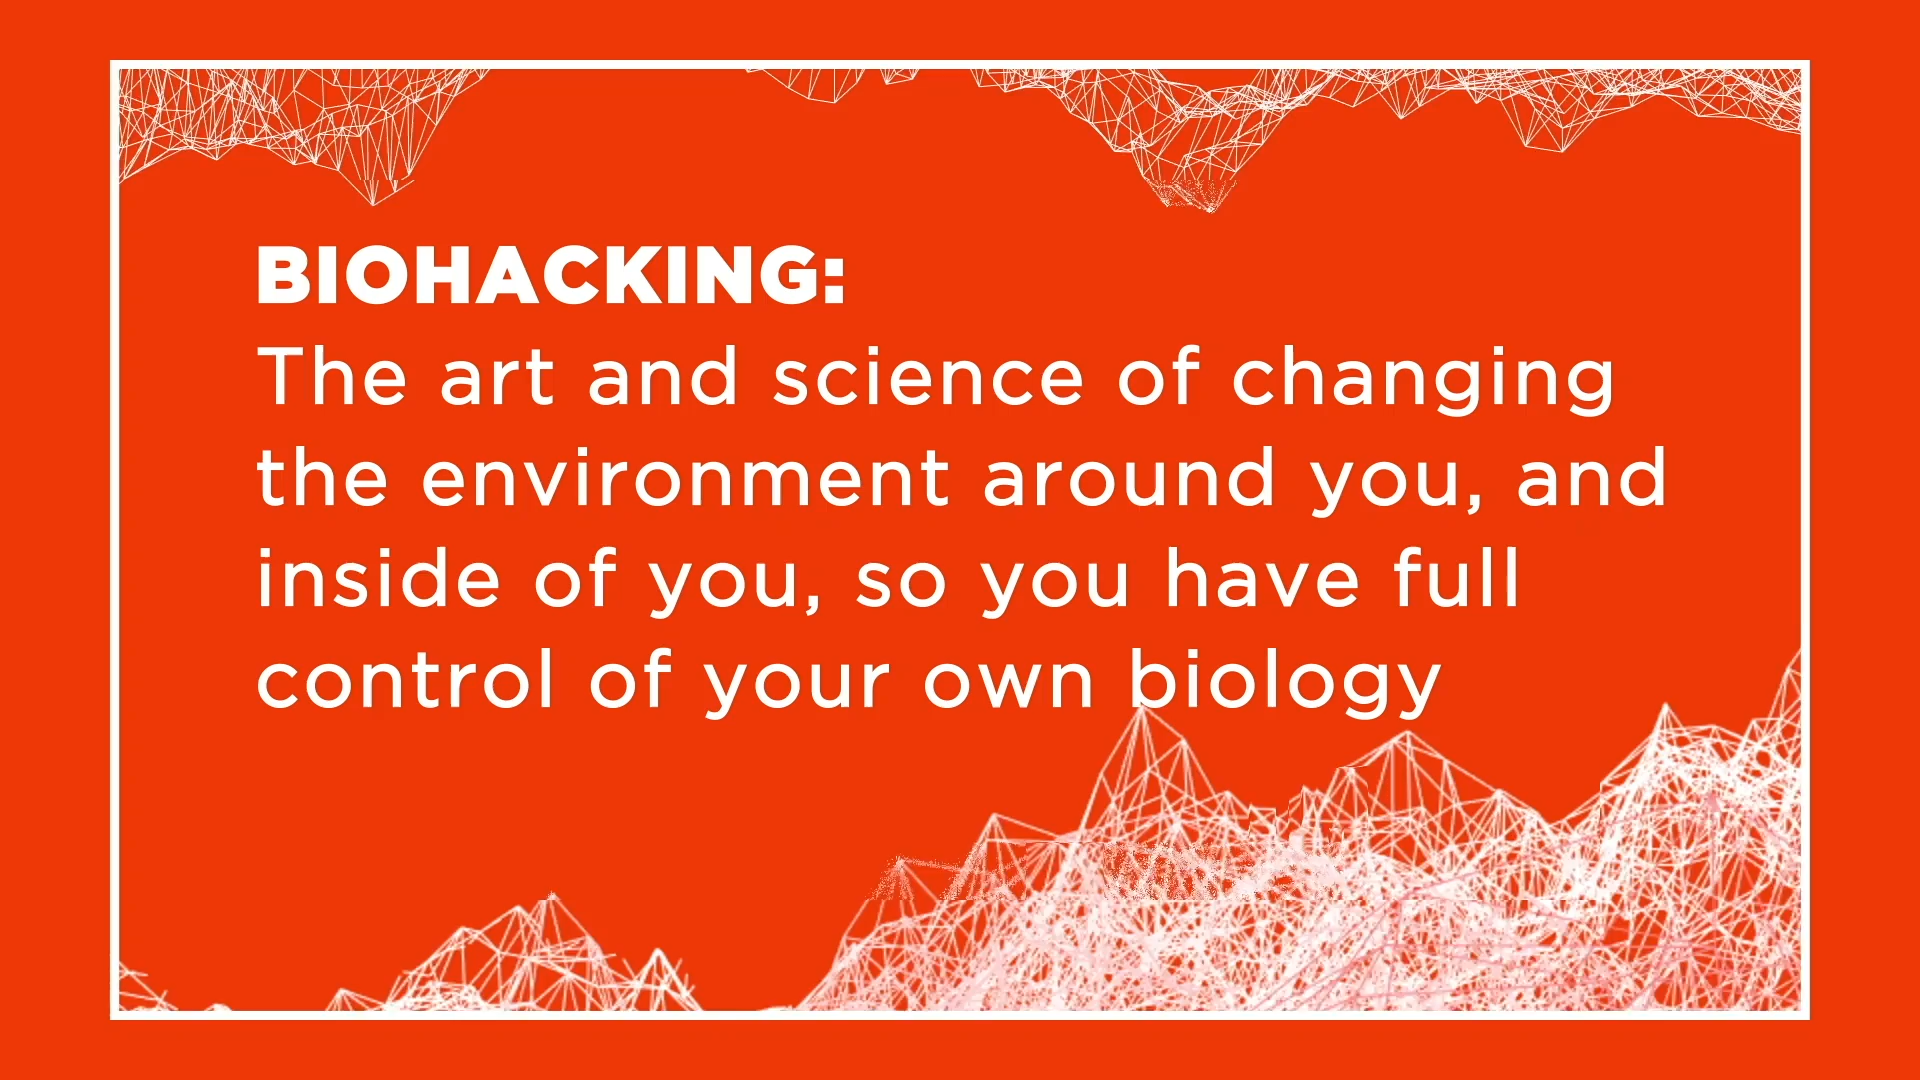 BIOHACKING:
The art and science of changing
the environment around you, and
inside of you, so you have full
control of your own biology